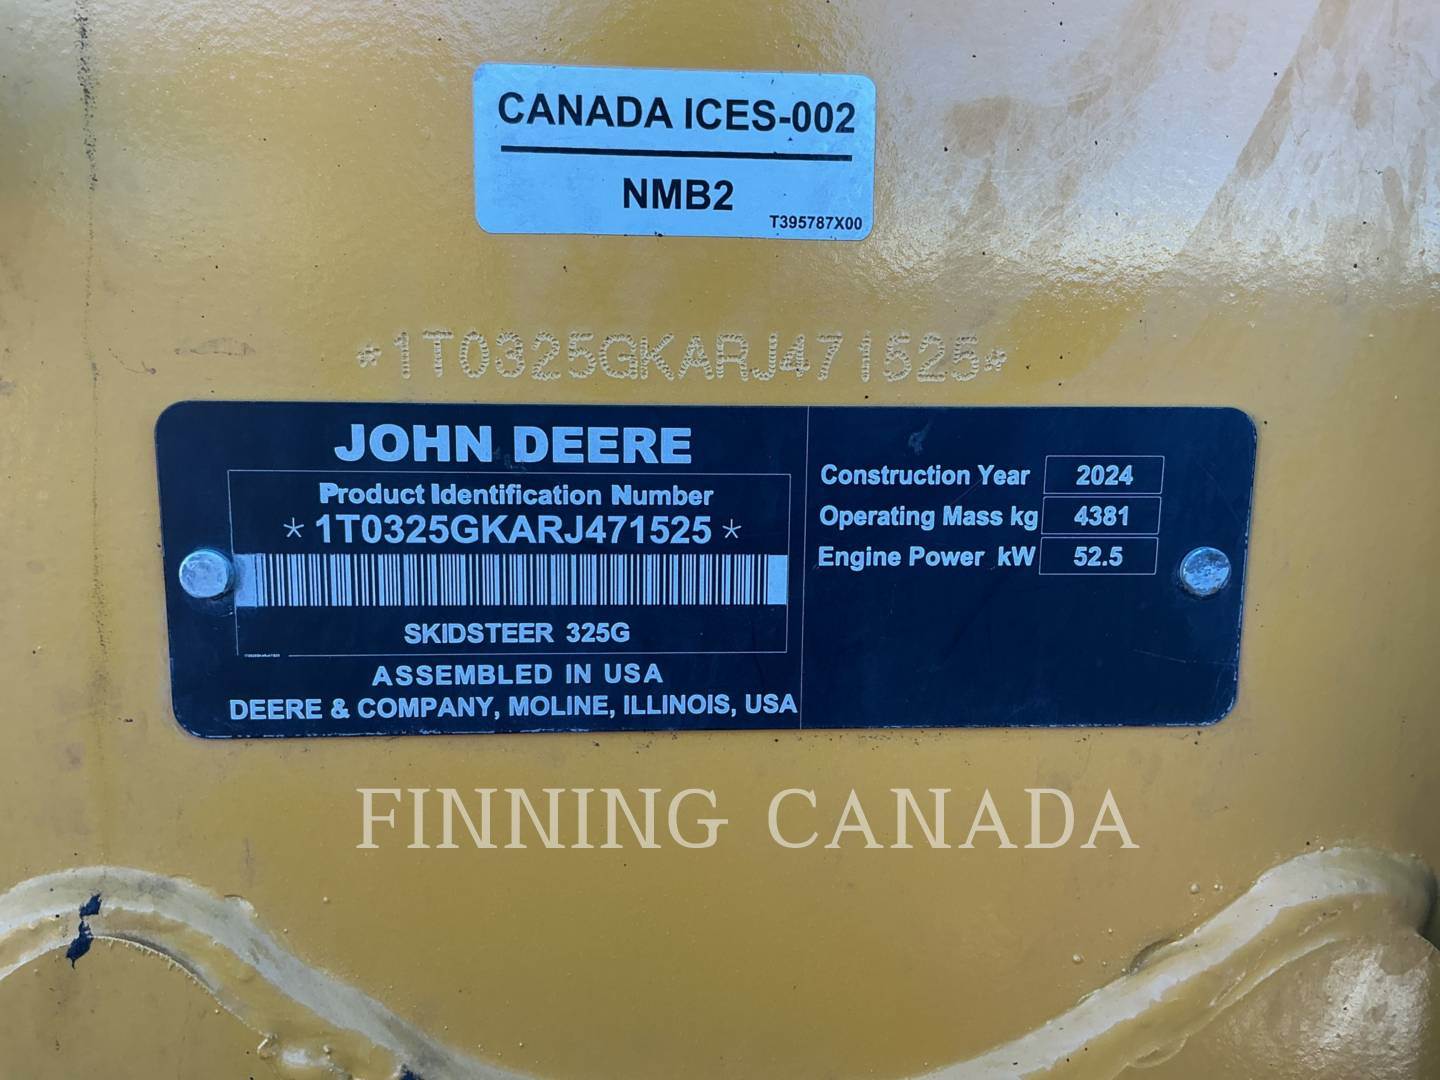 CANADA ICES-002
NMB2
T395787X00
*1T0325GKARJ471525*
JOHN DEERE
Product Identification Number
*1T0325GKARJ471525*
SKIDSTEER 325G
1T0325GKARJ471525
ASSEMBLED IN USA
DEERE & COMPANY, MOLINE, ILLINOIS, USA
Construction Year 2024
Operating Mass kg 4381
Engine Power kW 52.5
FINNING CANADA